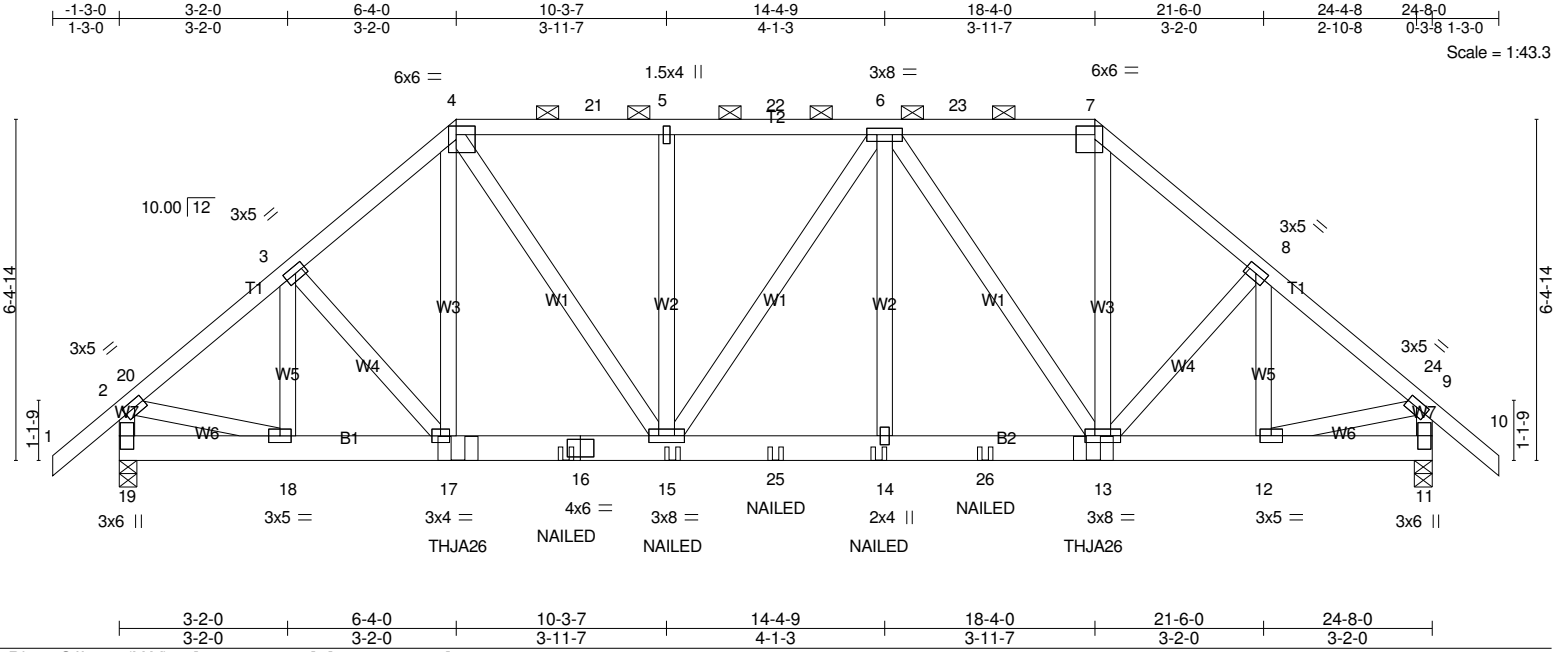 -1-3-0 3-2-0 6-4-0 10-3-7 14-4-9 18-4-0 21-6-0 24-4-8 24-8-0
1-3-0 3-2-0 3-2-0 3-11-7 4-1-3 3-11-7 3-2-0 2-10-8 0-3-8 1-3-0
Scale = 1:43.3
6x6 = 1.5x4 || 3x8 = 6x6 =
4 21 5 22 6 23 7
T2
10.00 12
3x5 // 3x5 \\
3 8
T1 T1
6-4-14 6-4-14
W3 W1 W2 W1 W2 W1 W3
3x5 // 3x5 \\
W5 W4 W4 W5
20 24
2 9
W7 W7
1 10
1-1-9 1-1-9
W6 B1 B2 W6
19 18 17 16 15 25 14 26 13 12 11
3x6 || 3x5 = 3x4 = 4x6 = 3x8 = NAILED 2x4 || NAILED 3x8 = 3x5 = 3x6 ||
THJA26 NAILED NAILED NAILED THJA26
3-2-0 6-4-0 10-3-7 14-4-9 18-4-0 21-6-0 24-8-0
3-2-0 3-2-0 3-11-7 4-1-3 3-11-7 3-2-0 3-2-0